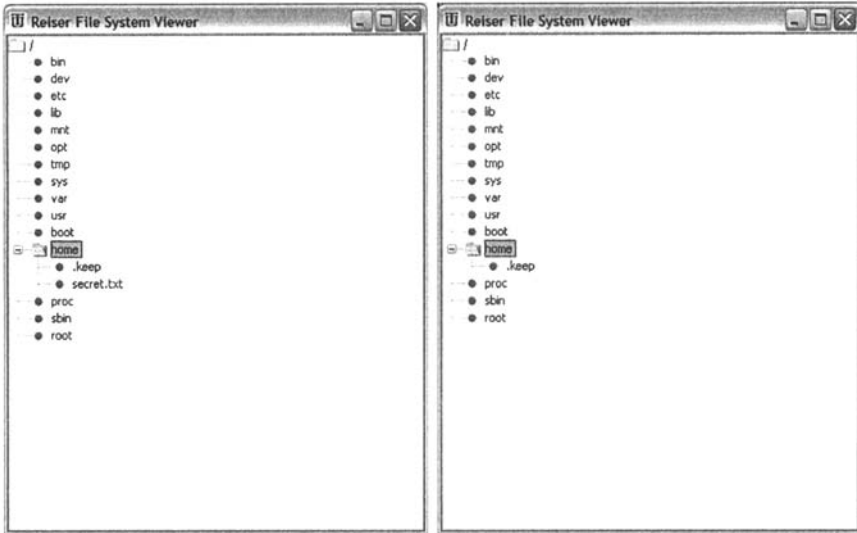 Reiser File System Viewer
/
bin
dev
etc
lib
mnt
opt
tmp
sys
var
usr
boot
home
.keep
secret.txt
proc
sbin
root
Reiser File System Viewer
/
bin
dev
etc
lib
mnt
opt
tmp
sys
var
usr
boot
home
.keep
proc
sbin
root